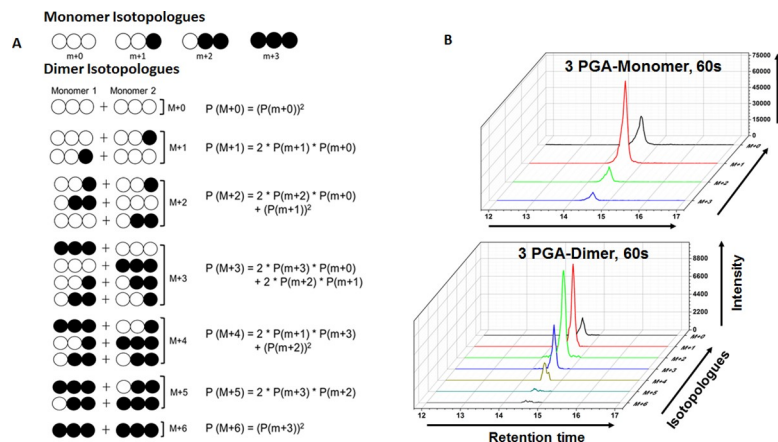 Monomer Isotopologues
A
m+0 m+1 m+2 m+3
Dimer Isotopologues
Monomer 1 Monomer 2
+ M+0 P (M+0) = (P(m+0))²
+
+ M+1 P (M+1) = 2 * P(m+1) * P(m+0)
+
+ M+2 P (M+2) = 2 * P(m+2) * P(m+0)
+ + (P(m+1))²
+
+ M+3 P (M+3) = 2 * P(m+3) * P(m+0)
+ + 2 * P(m+2) * P(m+1)
+
+
+ M+4 P (M+4) = 2 * P(m+1) * P(m+3)
+ + (P(m+2))²
+
+ M+5 P (M+5) = 2 * P(m+3) * P(m+2)
+ M+6 P (M+6) = (P(m+3))²
B
3 PGA-Monomer, 60s
75000
60000
45000
30000
15000
0
M+0
M+1
M+2
M+3
12 13 14 15 16 17
3 PGA-Dimer, 60s
8800
6600
4400
2200
0
Intensity
M+0
M+1
M+2
M+3
M+4
M+5
M+6
Isotopologues
12 13 14 15 16 17
Retention time